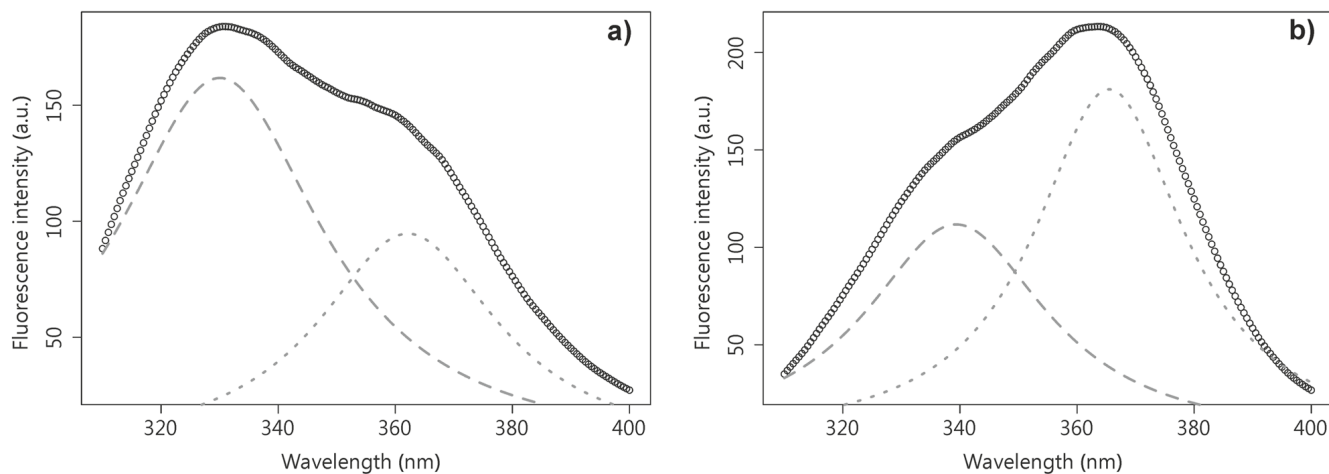 a)
Fluorescence intensity (a.u.)
150
100
50
320 340 360 380 400
Wavelength (nm)
b)
Fluorescence intensity (a.u.)
200
150
100
50
320 340 360 380 400
Wavelength (nm)